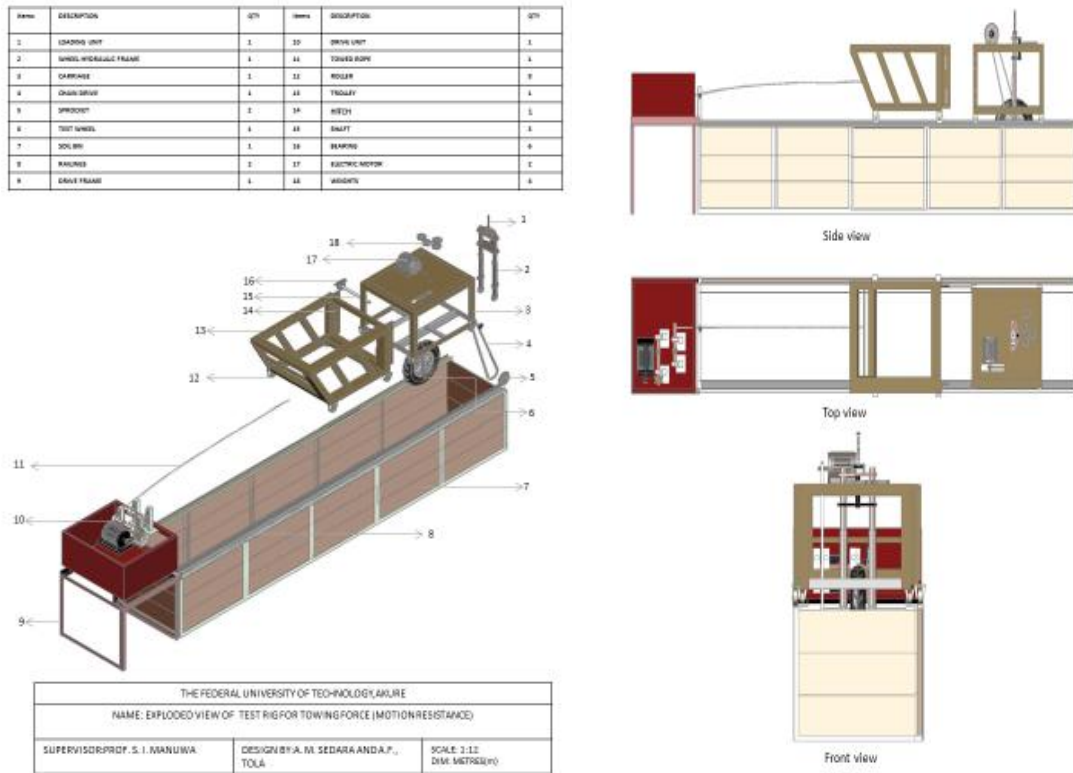 Items DESCRIPTION QTY Items DESCRIPTION QTY
1 LOADING UNIT 1 10 DRIVE UNIT 1
2 WHEEL HYDRAULIC FRAME 1 11 TOWED ROPE 1
3 CARRIAGE 1 12 ROLLER 8
4 CHAIN DRIVE 1 13 TROLLEY 1
5 SPROCKET 2 14 HITCH 1
6 TEST WHEEL 1 15 SHAFT
7 SOIL BIN 1 16 BEARING 6
8 RAILINGS 2 17 ELECTRIC MOTOR 2
9 DRIVE FRAME 1 18 WEIGHTS 4
Side view
1
18
17
2
16
15
14
3
13
4
12
5
6
Top view
11
7
10
8
9
THE FEDERAL UNIVERSITY OF TECHNOLOGY,AKURE
NAME: EXPLODED VIEW OF TEST RIG FOR TOWING FORCE (MOTION RESISTANCE)
SUPERVISOR:PROF. S. I. MANUWA
DESIGN BY:A. M. SEDARA AND A.P.,
TOLA
SCALE: 1:12
DIM: METRES(m)
Front view